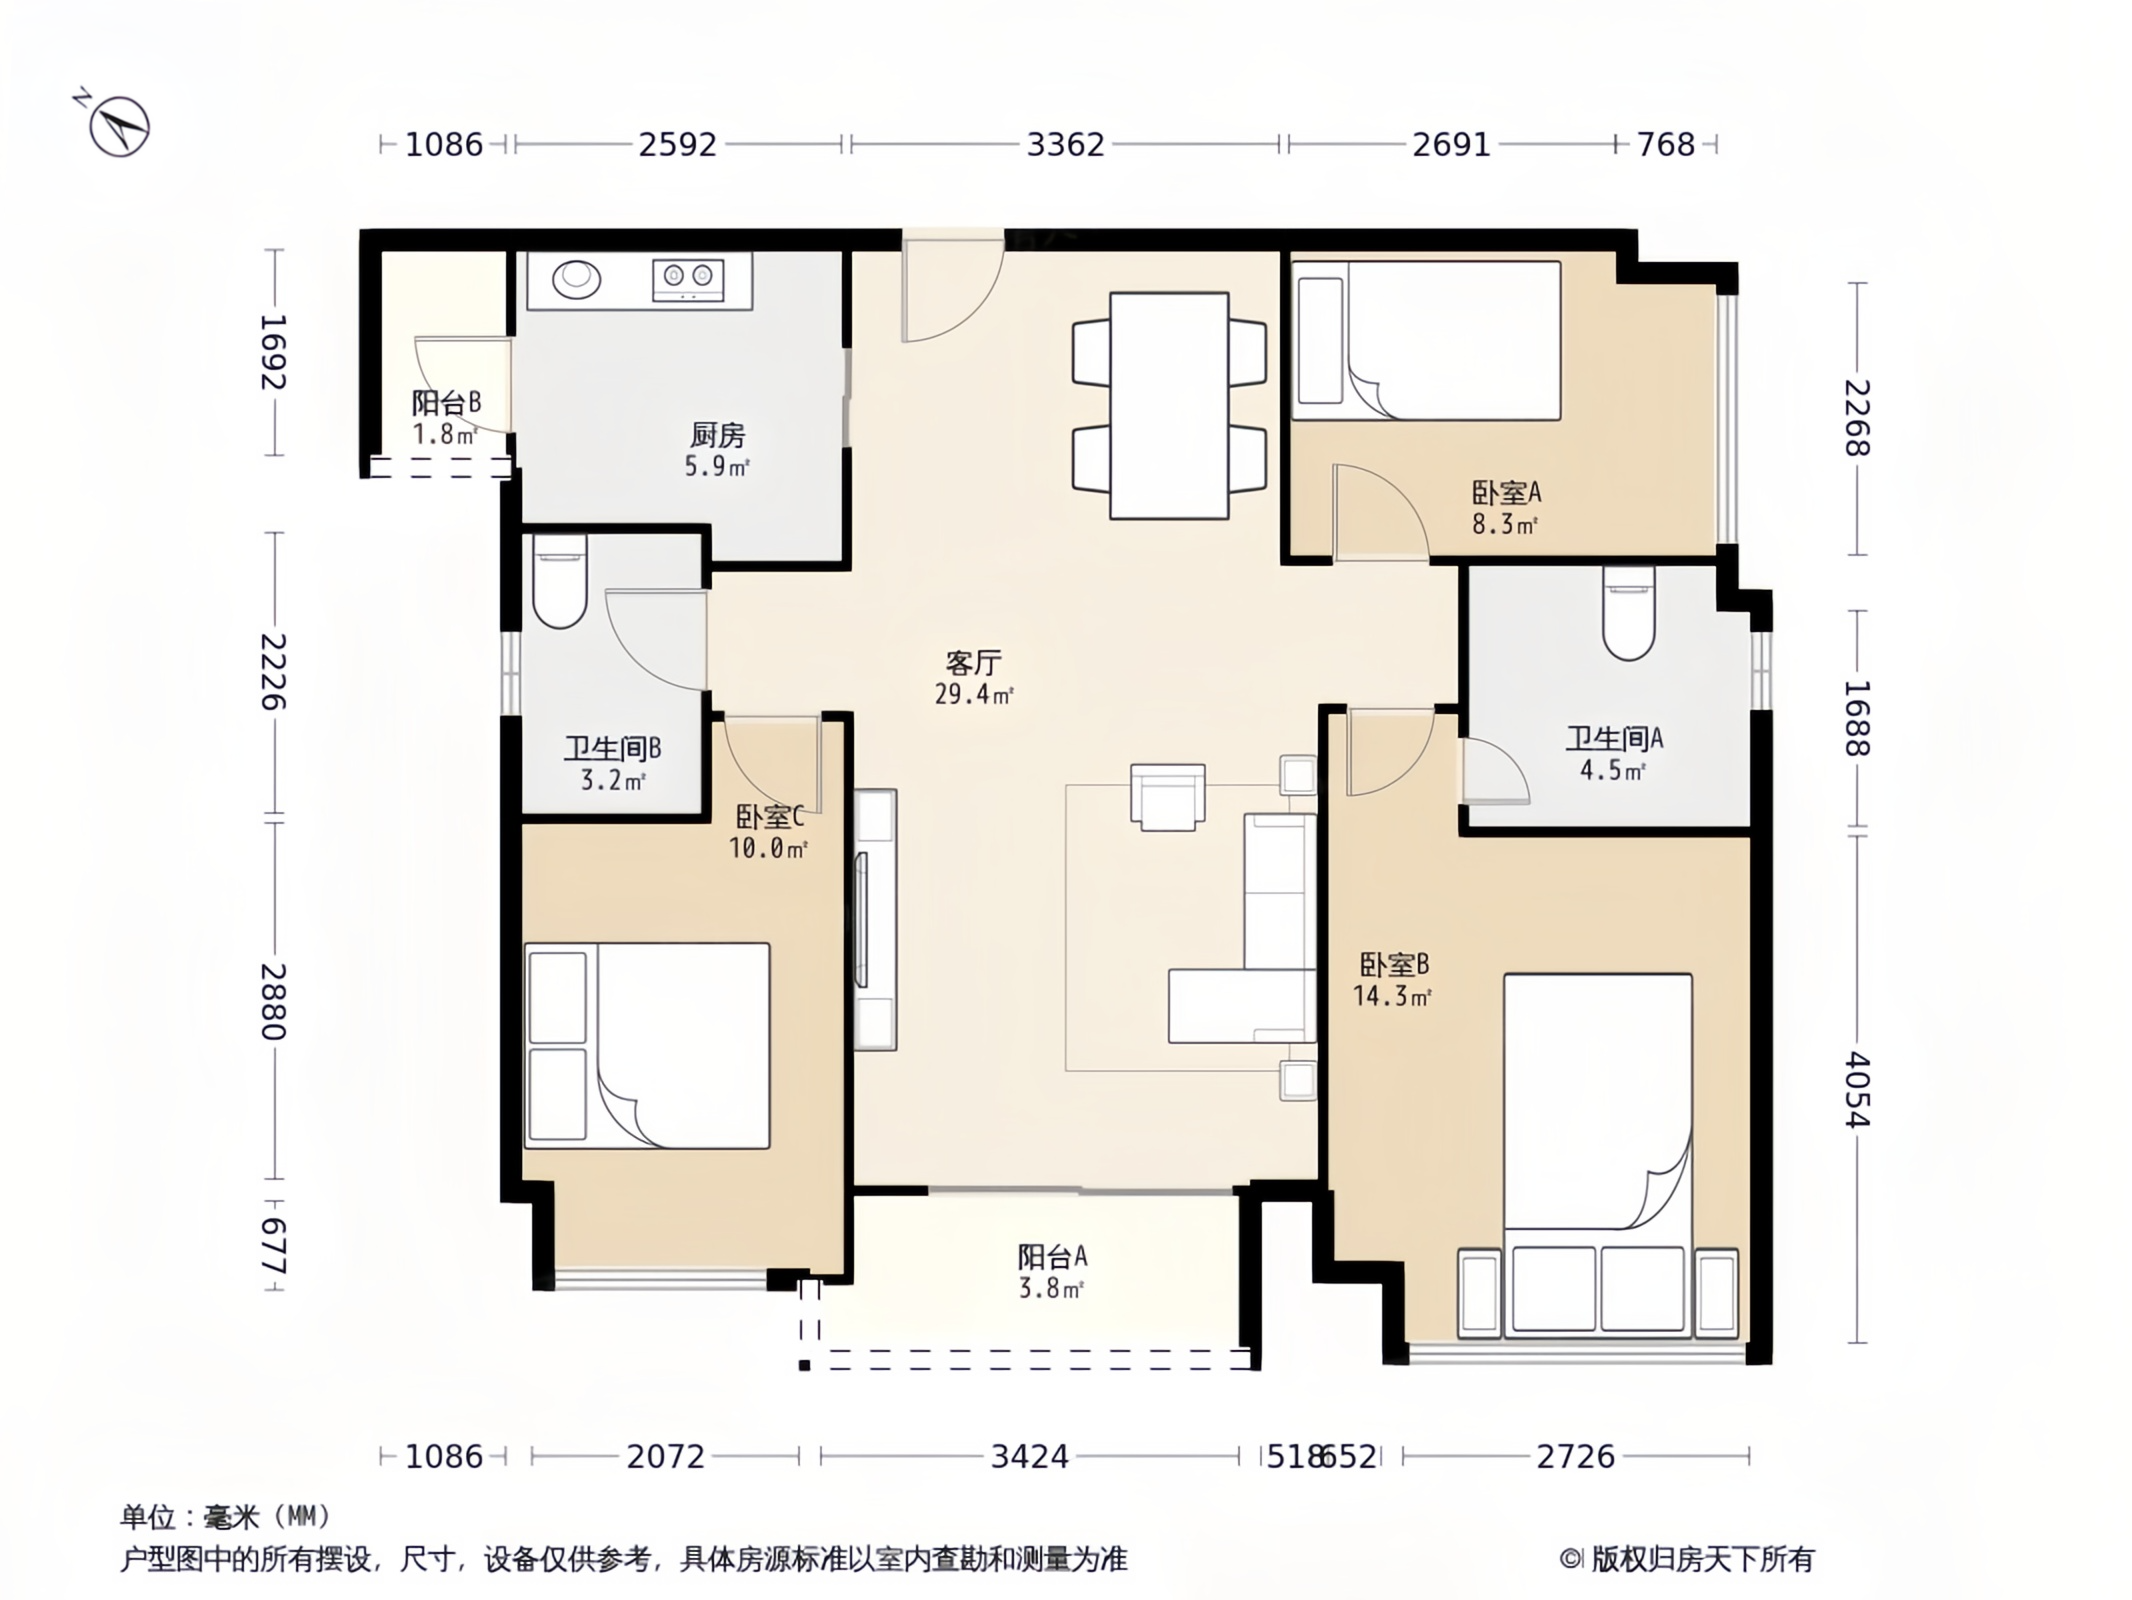 N
1086 2592 3362 2691 768
1692
2226
2880
677
2268
1688
4054
阳台B
1.8㎡
厨房
5.9㎡
卧室A
8.3㎡
客厅
29.4㎡
卫生间B
3.2㎡
卫生间A
4.5㎡
卧室C
10.0㎡
卧室B
14.3㎡
阳台A
3.8㎡
1086 2072 3424 518 652 2726
单位：毫米（MM）
户型图中的所有摆设，尺寸，设备仅供参考，具体房源标准以室内查勘和测量为准
© 版权归房天下所有